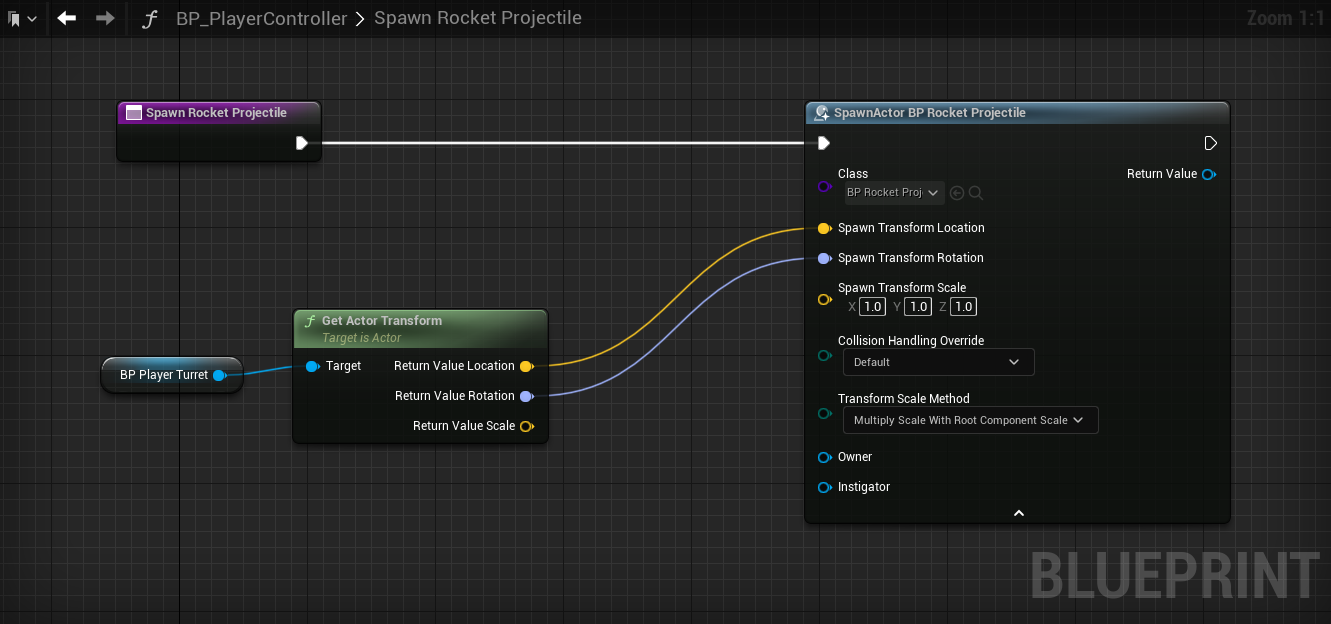 BP_PlayerController > Spawn Rocket Projectile
Zoom 1:1
Spawn Rocket Projectile
SpawnActor BP Rocket Projectile
Class
Return Value
BP Rocket Proj
Spawn Transform Location
Spawn Transform Rotation
Spawn Transform Scale
X 1.0 Y 1.0 Z 1.0
Collision Handling Override
Default
Transform Scale Method
Multiply Scale With Root Component Scale
Owner
Instigator
Get Actor Transform
Target is Actor
Target
Return Value Location
Return Value Rotation
Return Value Scale
BP Player Turret
BLUEPRINT